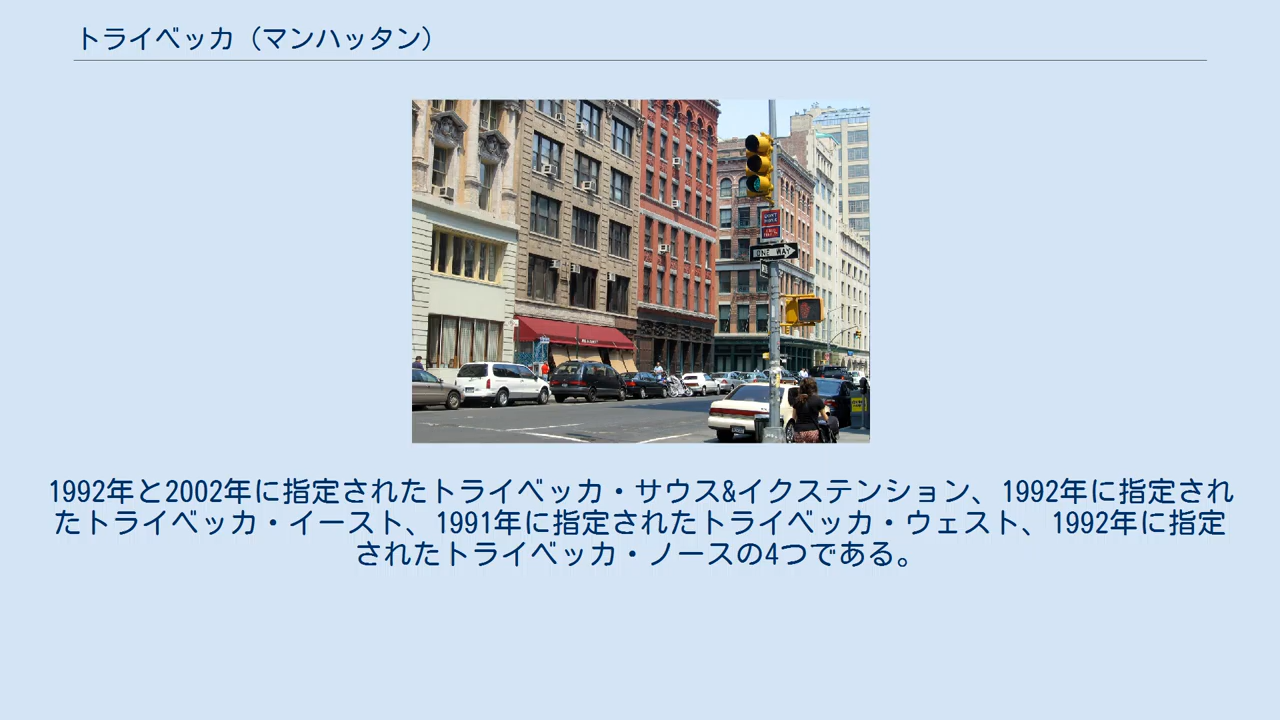 トライベッカ（マンハッタン）
ONE WAY
1992年と2002年に指定されたトライベッカ・サウス&イクステンション、1992年に指定され
たトライベッカ・イースト、1991年に指定されたトライベッカ・ウェスト、1992年に指定
されたトライベッカ・ノースの4つである。